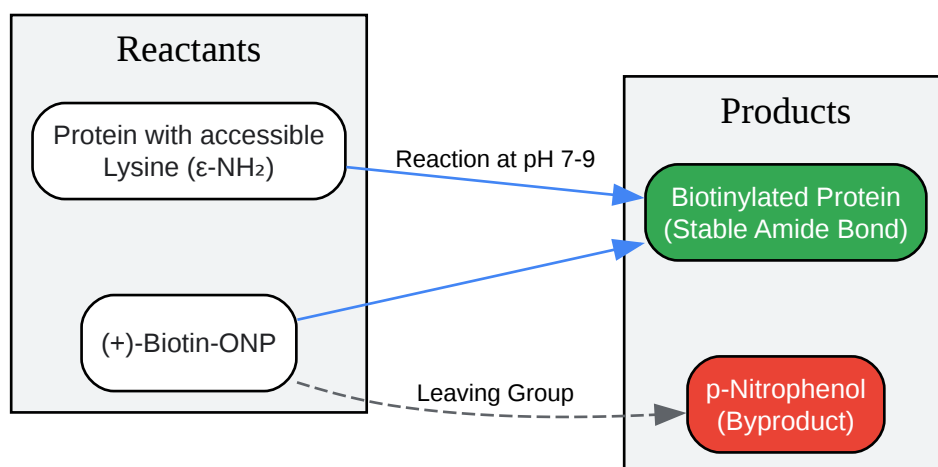 Reactants
Protein with accessible
Lysine (ε-NH₂)
(+)-Biotin-ONP
Reaction at pH 7-9
Leaving Group
Products
Biotinylated Protein
(Stable Amide Bond)
p-Nitrophenol
(Byproduct)